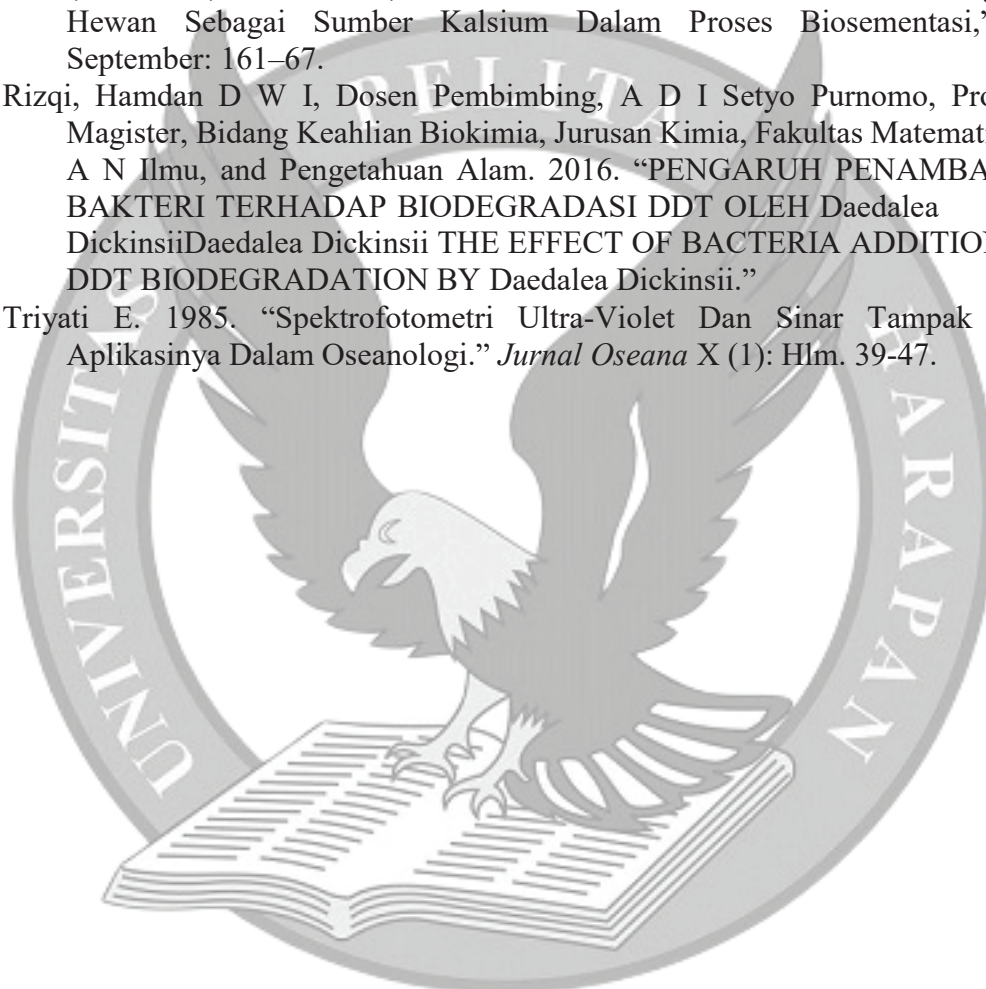 Hewan Sebagai Sumber Kalsium Dalam Proses Biosementasi,”
September: 161–67.
Rizqi, Hamdan D W I, Dosen Pembimbing, A D I Setyo Purnomo, Pro
Magister, Bidang Keahlian Biokimia, Jurusan Kimia, Fakultas Matemat
A N Ilmu, and Pengetahuan Alam. 2016. “PENGARUH PENAMBA
BAKTERI TERHADAP BIODEGRADASI DDT OLEH Daedalea
DickinsiiDaedalea Dickinsii THE EFFECT OF BACTERIA ADDITIO
DDT BIODEGRADATION BY Daedalea Dickinsii.”
Triyati E. 1985. “Spektrofotometri Ultra-Violet Dan Sinar Tampak
Aplikasinya Dalam Oseanologi.” Jurnal Oseana X (1): Hlm. 39-47.
UNIVERSITAS PELITA HARAPAN